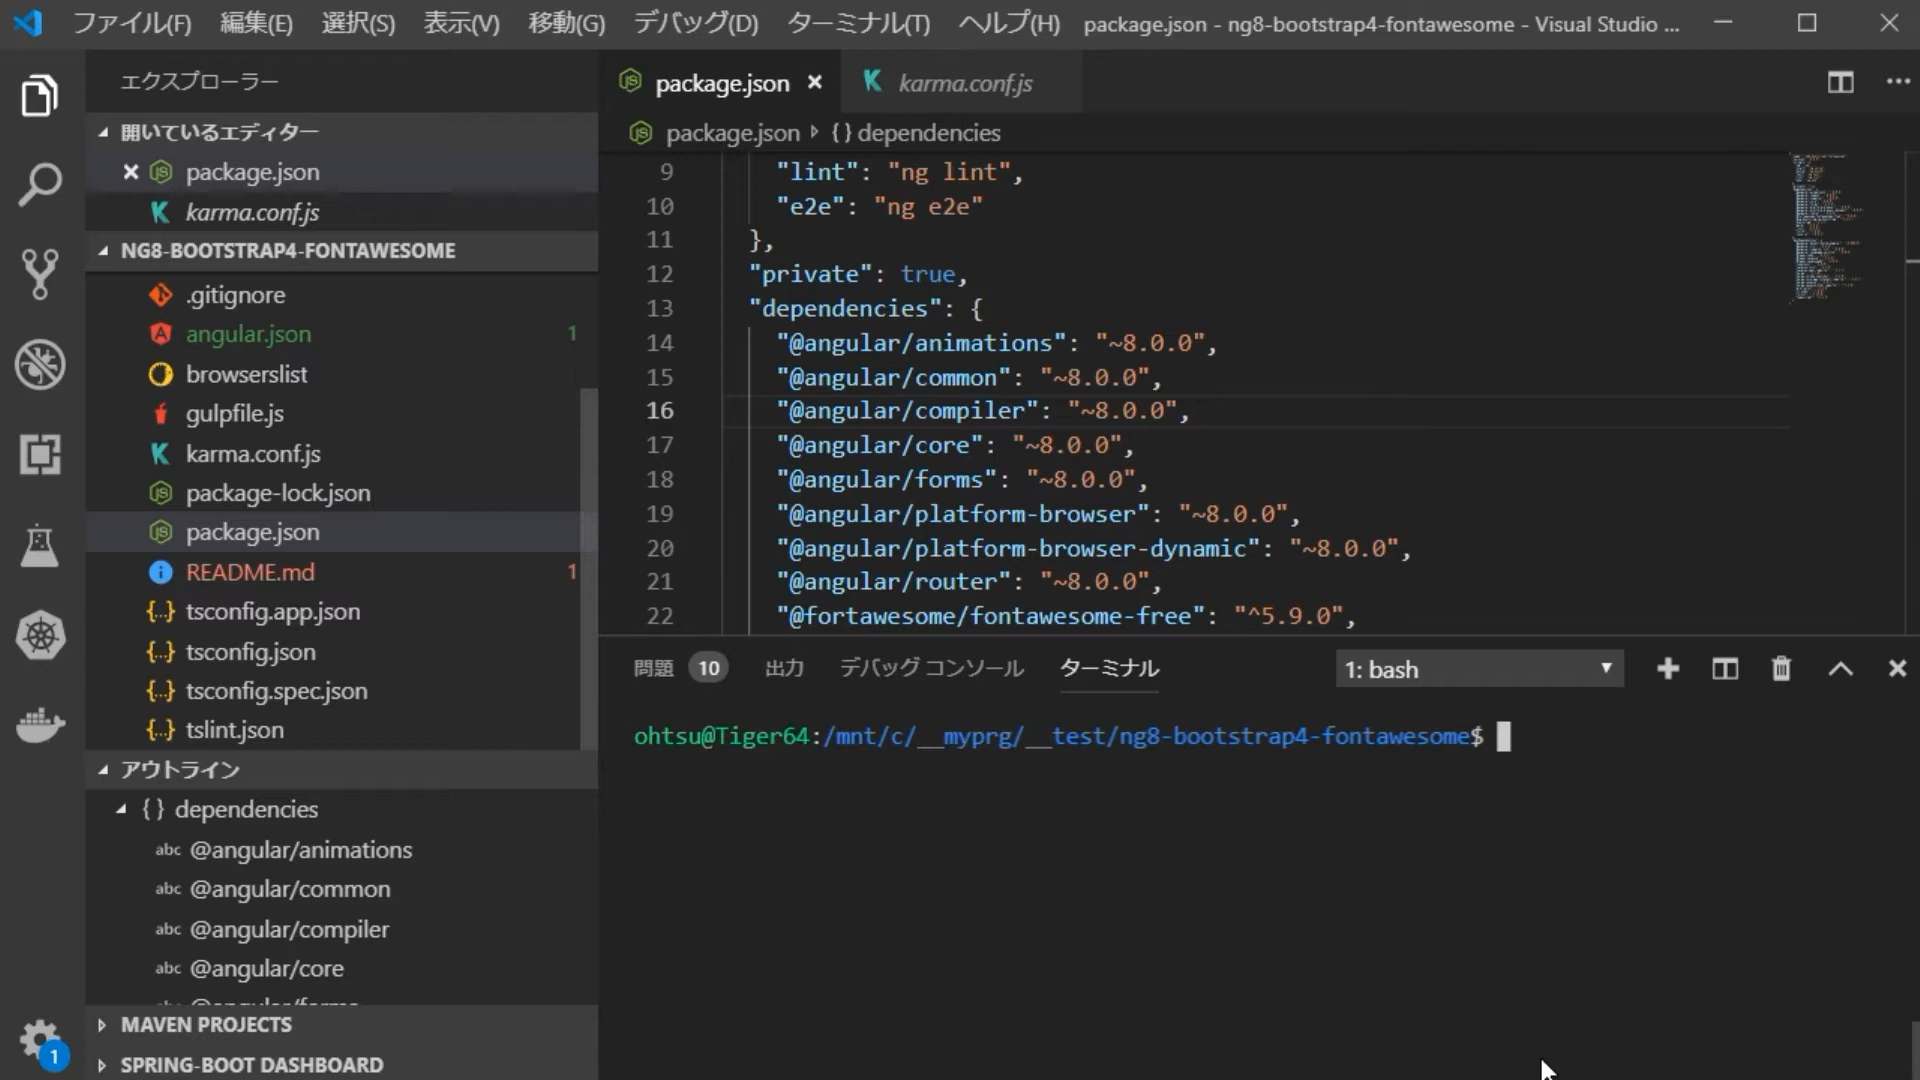 ファイル(F) 編集(E) 選択(S) 表示(V) 移動(G) デバッグ(D) ターミナル(T) ヘルプ(H) package.json - ng8-bootstrap4-fontawesome - Visual Studio ...
エクスプローラー
開いているエディター
package.json
karma.conf.js
NG8-BOOTSTRAP4-FONTAWESOME
.gitignore
angular.json 1
browserslist
gulpfile.js
karma.conf.js
package-lock.json
package.json
README.md 1
tsconfig.app.json
tsconfig.json
tsconfig.spec.json
tslint.json
アウトライン
{} dependencies
abc @angular/animations
abc @angular/common
abc @angular/compiler
abc @angular/core
MAVEN PROJECTS
SPRING-BOOT DASHBOARD
1
package.json karma.conf.js
package.json {} dependencies
9 "lint": "ng lint",
10 "e2e": "ng e2e"
11 },
12 "private": true,
13 "dependencies": {
14 "@angular/animations": "~8.0.0",
15 "@angular/common": "~8.0.0",
16 "@angular/compiler": "~8.0.0",
17 "@angular/core": "~8.0.0",
18 "@angular/forms": "~8.0.0",
19 "@angular/platform-browser": "~8.0.0",
20 "@angular/platform-browser-dynamic": "~8.0.0",
21 "@angular/router": "~8.0.0",
22 "@fortawesome/fontawesome-free": "^5.9.0",
問題 10 出力 デバッグ コンソール ターミナル 1: bash
ohtsu@Tiger64:/mnt/c/__myprg/__test/ng8-bootstrap4-fontawesome$